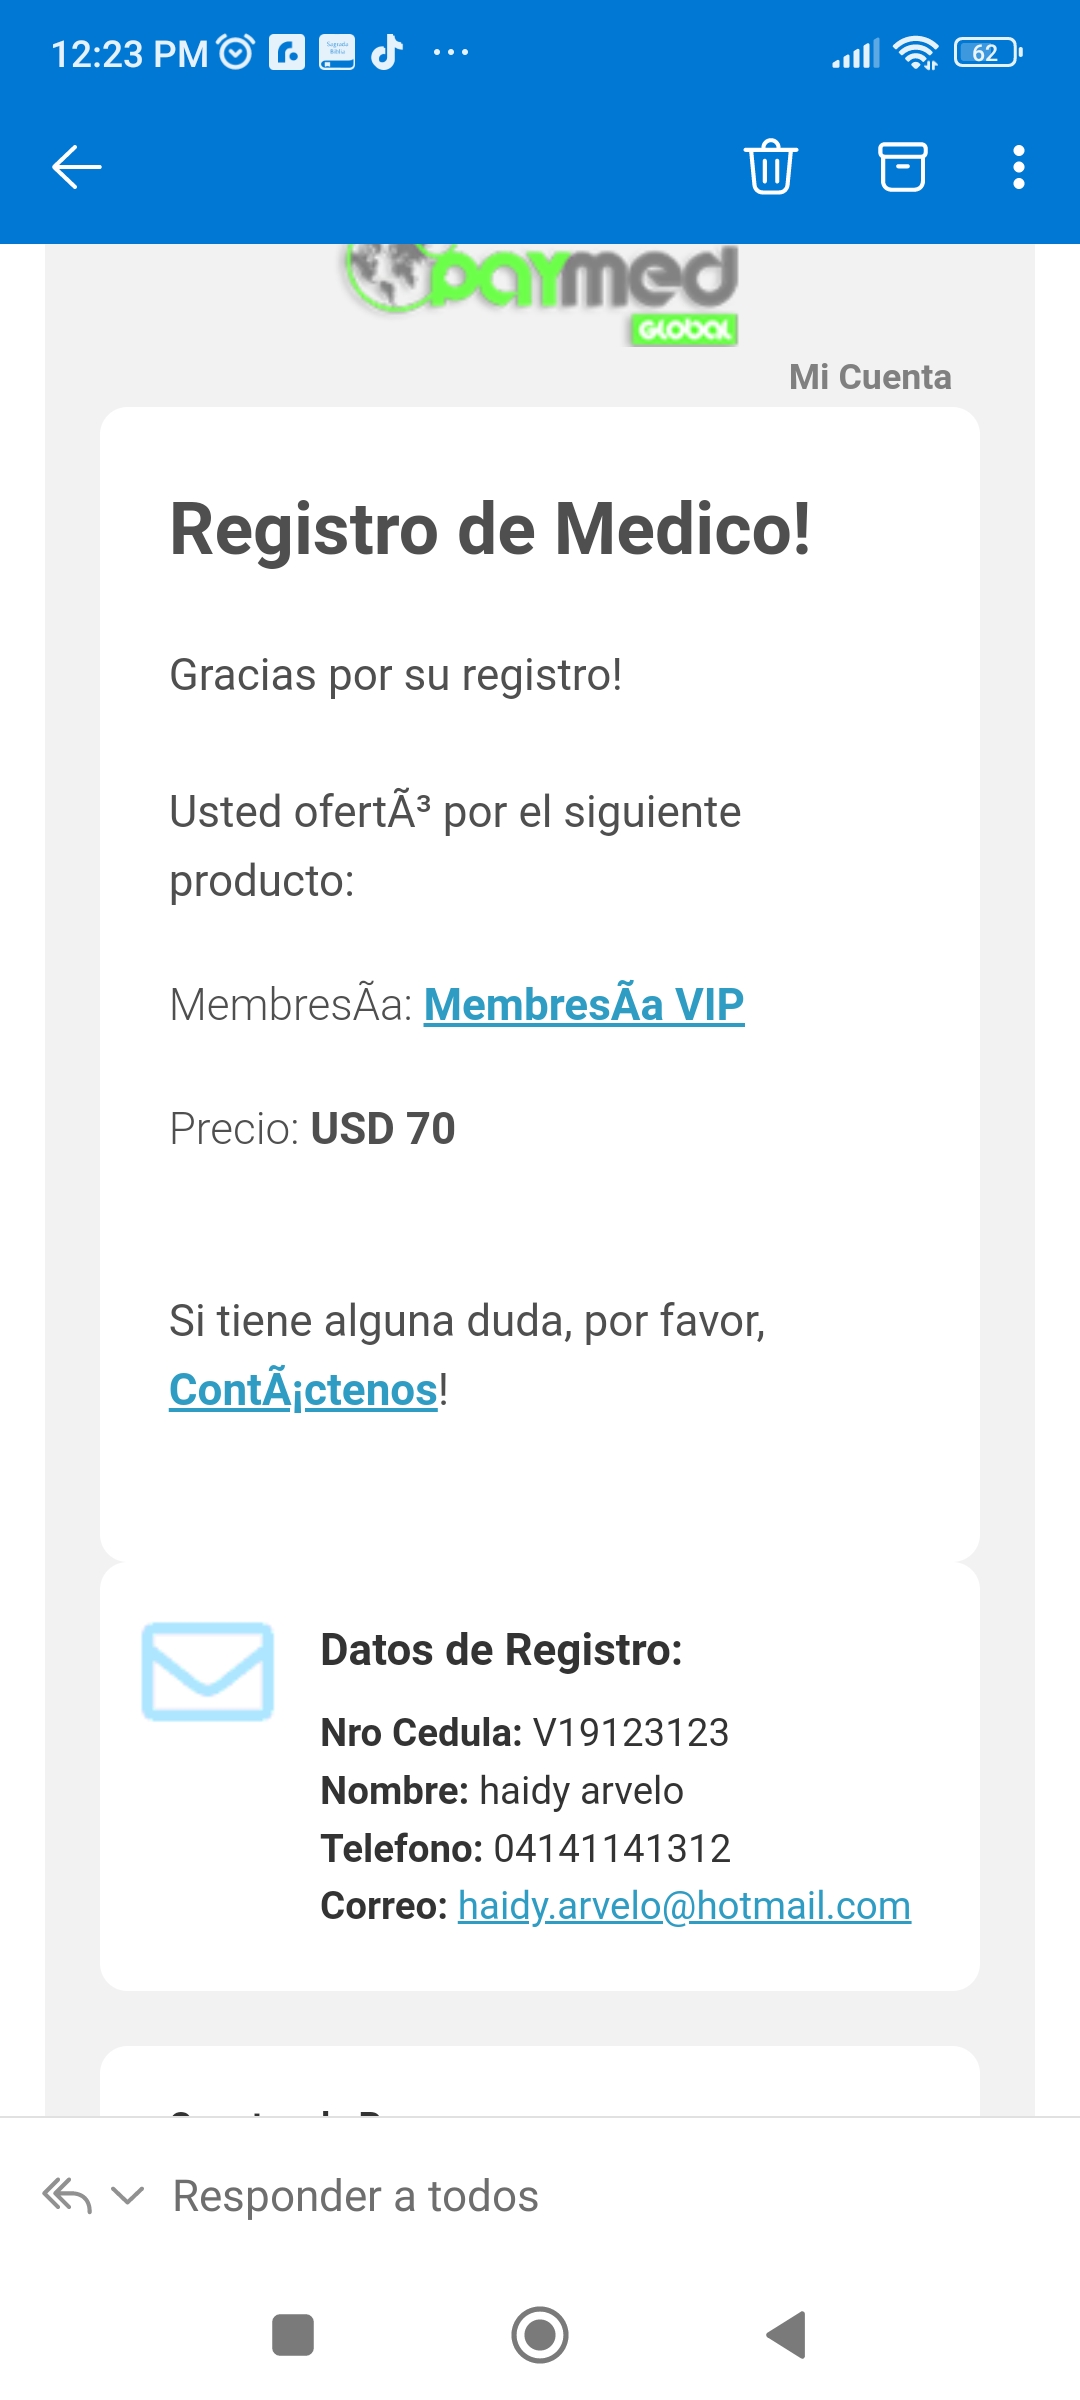 12:23 PM
62
paymed
GLOBAL
Mi Cuenta
Registro de Medico!
Gracias por su registro!
Usted ofertÃ³ por el siguiente
producto:
MembresÃa: MembresÃa VIP
Precio: USD 70
Si tiene alguna duda, por favor,
ContÃ¡ctenos!
Datos de Registro:
Nro Cedula: V19123123
Nombre: haidy arvelo
Telefono: 04141141312
Correo: haidy.arvelo@hotmail.com
Responder a todos